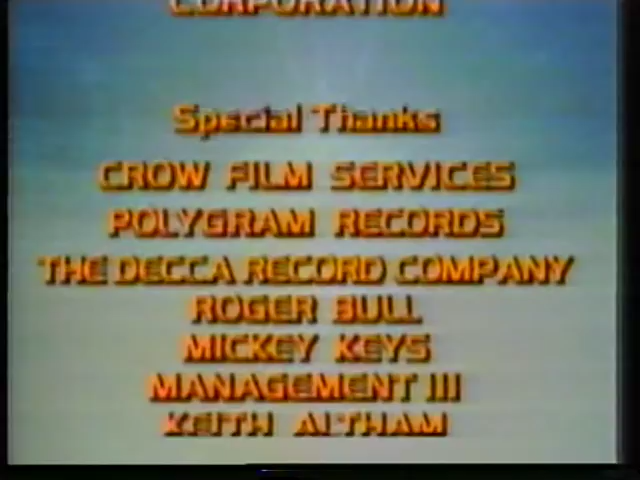 CORPORATION
Special Thanks
CROW FILM SERVICES
POLYGRAM RECORDS
THE DECCA RECORD COMPANY
ROGER BULL
MICKEY KEYS
MANAGEMENT III
KEITH ALTHAM